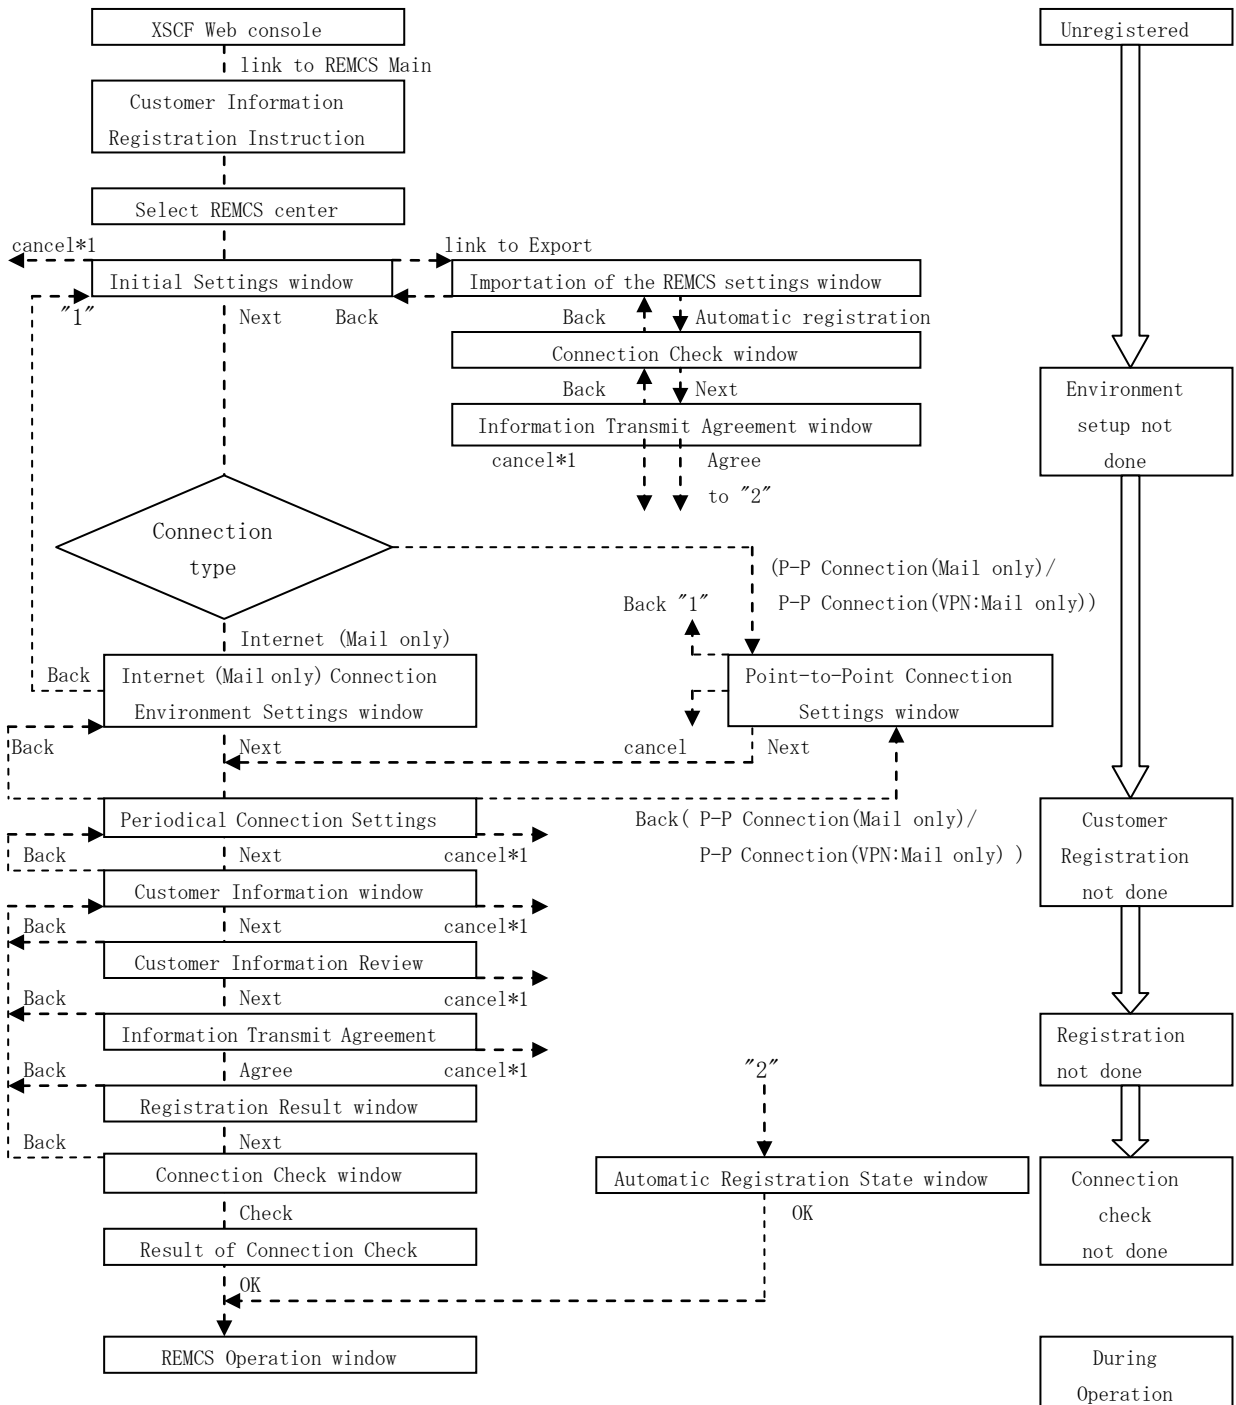 XSCF Web console
Unregistered
link to REMCS Main
Customer Information
Registration Instruction
Select REMCS center
cancel*1
link to Export
Initial Settings window
Importation of the REMCS settings window
"1"
Next
Back
Back
Automatic registration
Connection Check window
Back
Next
Information Transmit Agreement window
cancel*1
Agree
to "2"
Environment
setup not
done
Connection
type
(P-P Connection(Mail only)/
P-P Connection(VPN:Mail only))
Back "1"
Internet (Mail only)
Back
Internet (Mail only) Connection
Environment Settings window
Point-to-Point Connection
Settings window
Back
Next
cancel
Next
Periodical Connection Settings
Back( P-P Connection(Mail only)/
P-P Connection(VPN:Mail only) )
Customer
Registration
not done
Back
Next
cancel*1
Customer Information window
Back
Next
cancel*1
Customer Information Review
Back
Next
cancel*1
Information Transmit Agreement
Registration
not done
Back
Agree
cancel*1
"2"
Registration Result window
Back
Next
Connection Check window
Automatic Registration State window
Connection
check
not done
Check
OK
Result of Connection Check
OK
REMCS Operation window
During
Operation